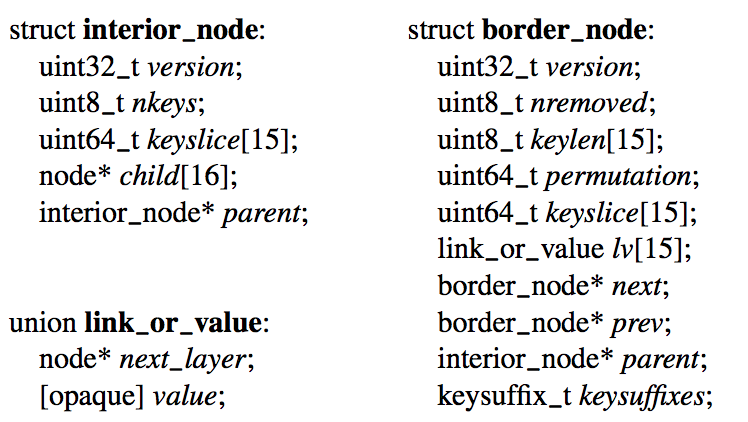 struct interior_node:
uint32_t version;
uint8_t nkeys;
uint64_t keyslice[15];
node* child[16];
interior_node* parent;
union link_or_value:
node* next_layer;
[opaque] value;
struct border_node:
uint32_t version;
uint8_t nremoved;
uint8_t keylen[15];
uint64_t permutation;
uint64_t keyslice[15];
link_or_value lv[15];
border_node* next;
border_node* prev;
interior_node* parent;
keysuffix_t keysuffixes;